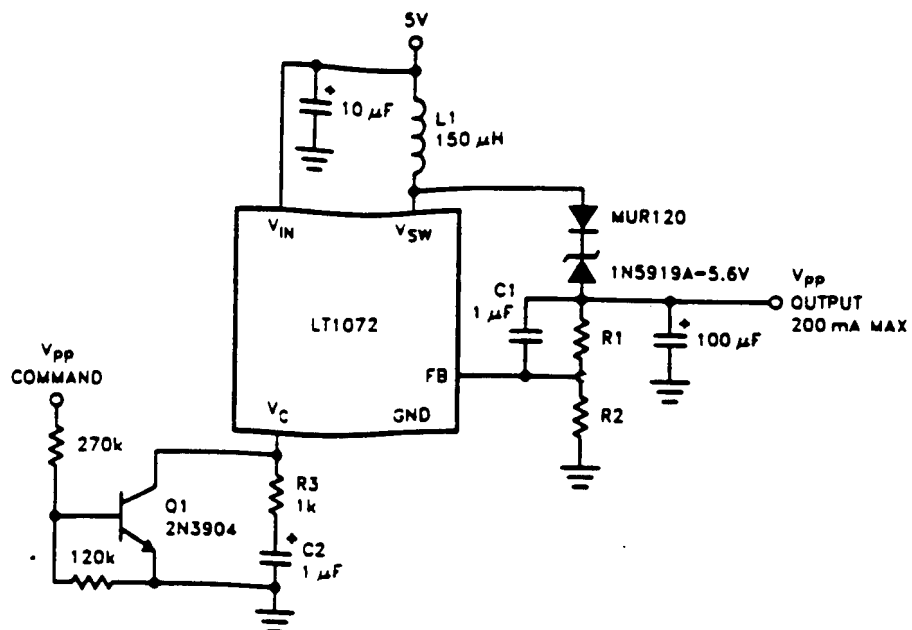 5V
+
10 μF
L1
150 μH
VIN
VSW
MUR120
1N5919A-5.6V
C1
1 μF
Vpp
OUTPUT
200 mA MAX
LT1072
R1
+
100 μF
Vpp
COMMAND
FB
VC
GND
R2
270k
R3
1k
Q1
2N3904
+
C2
1 μF
120k